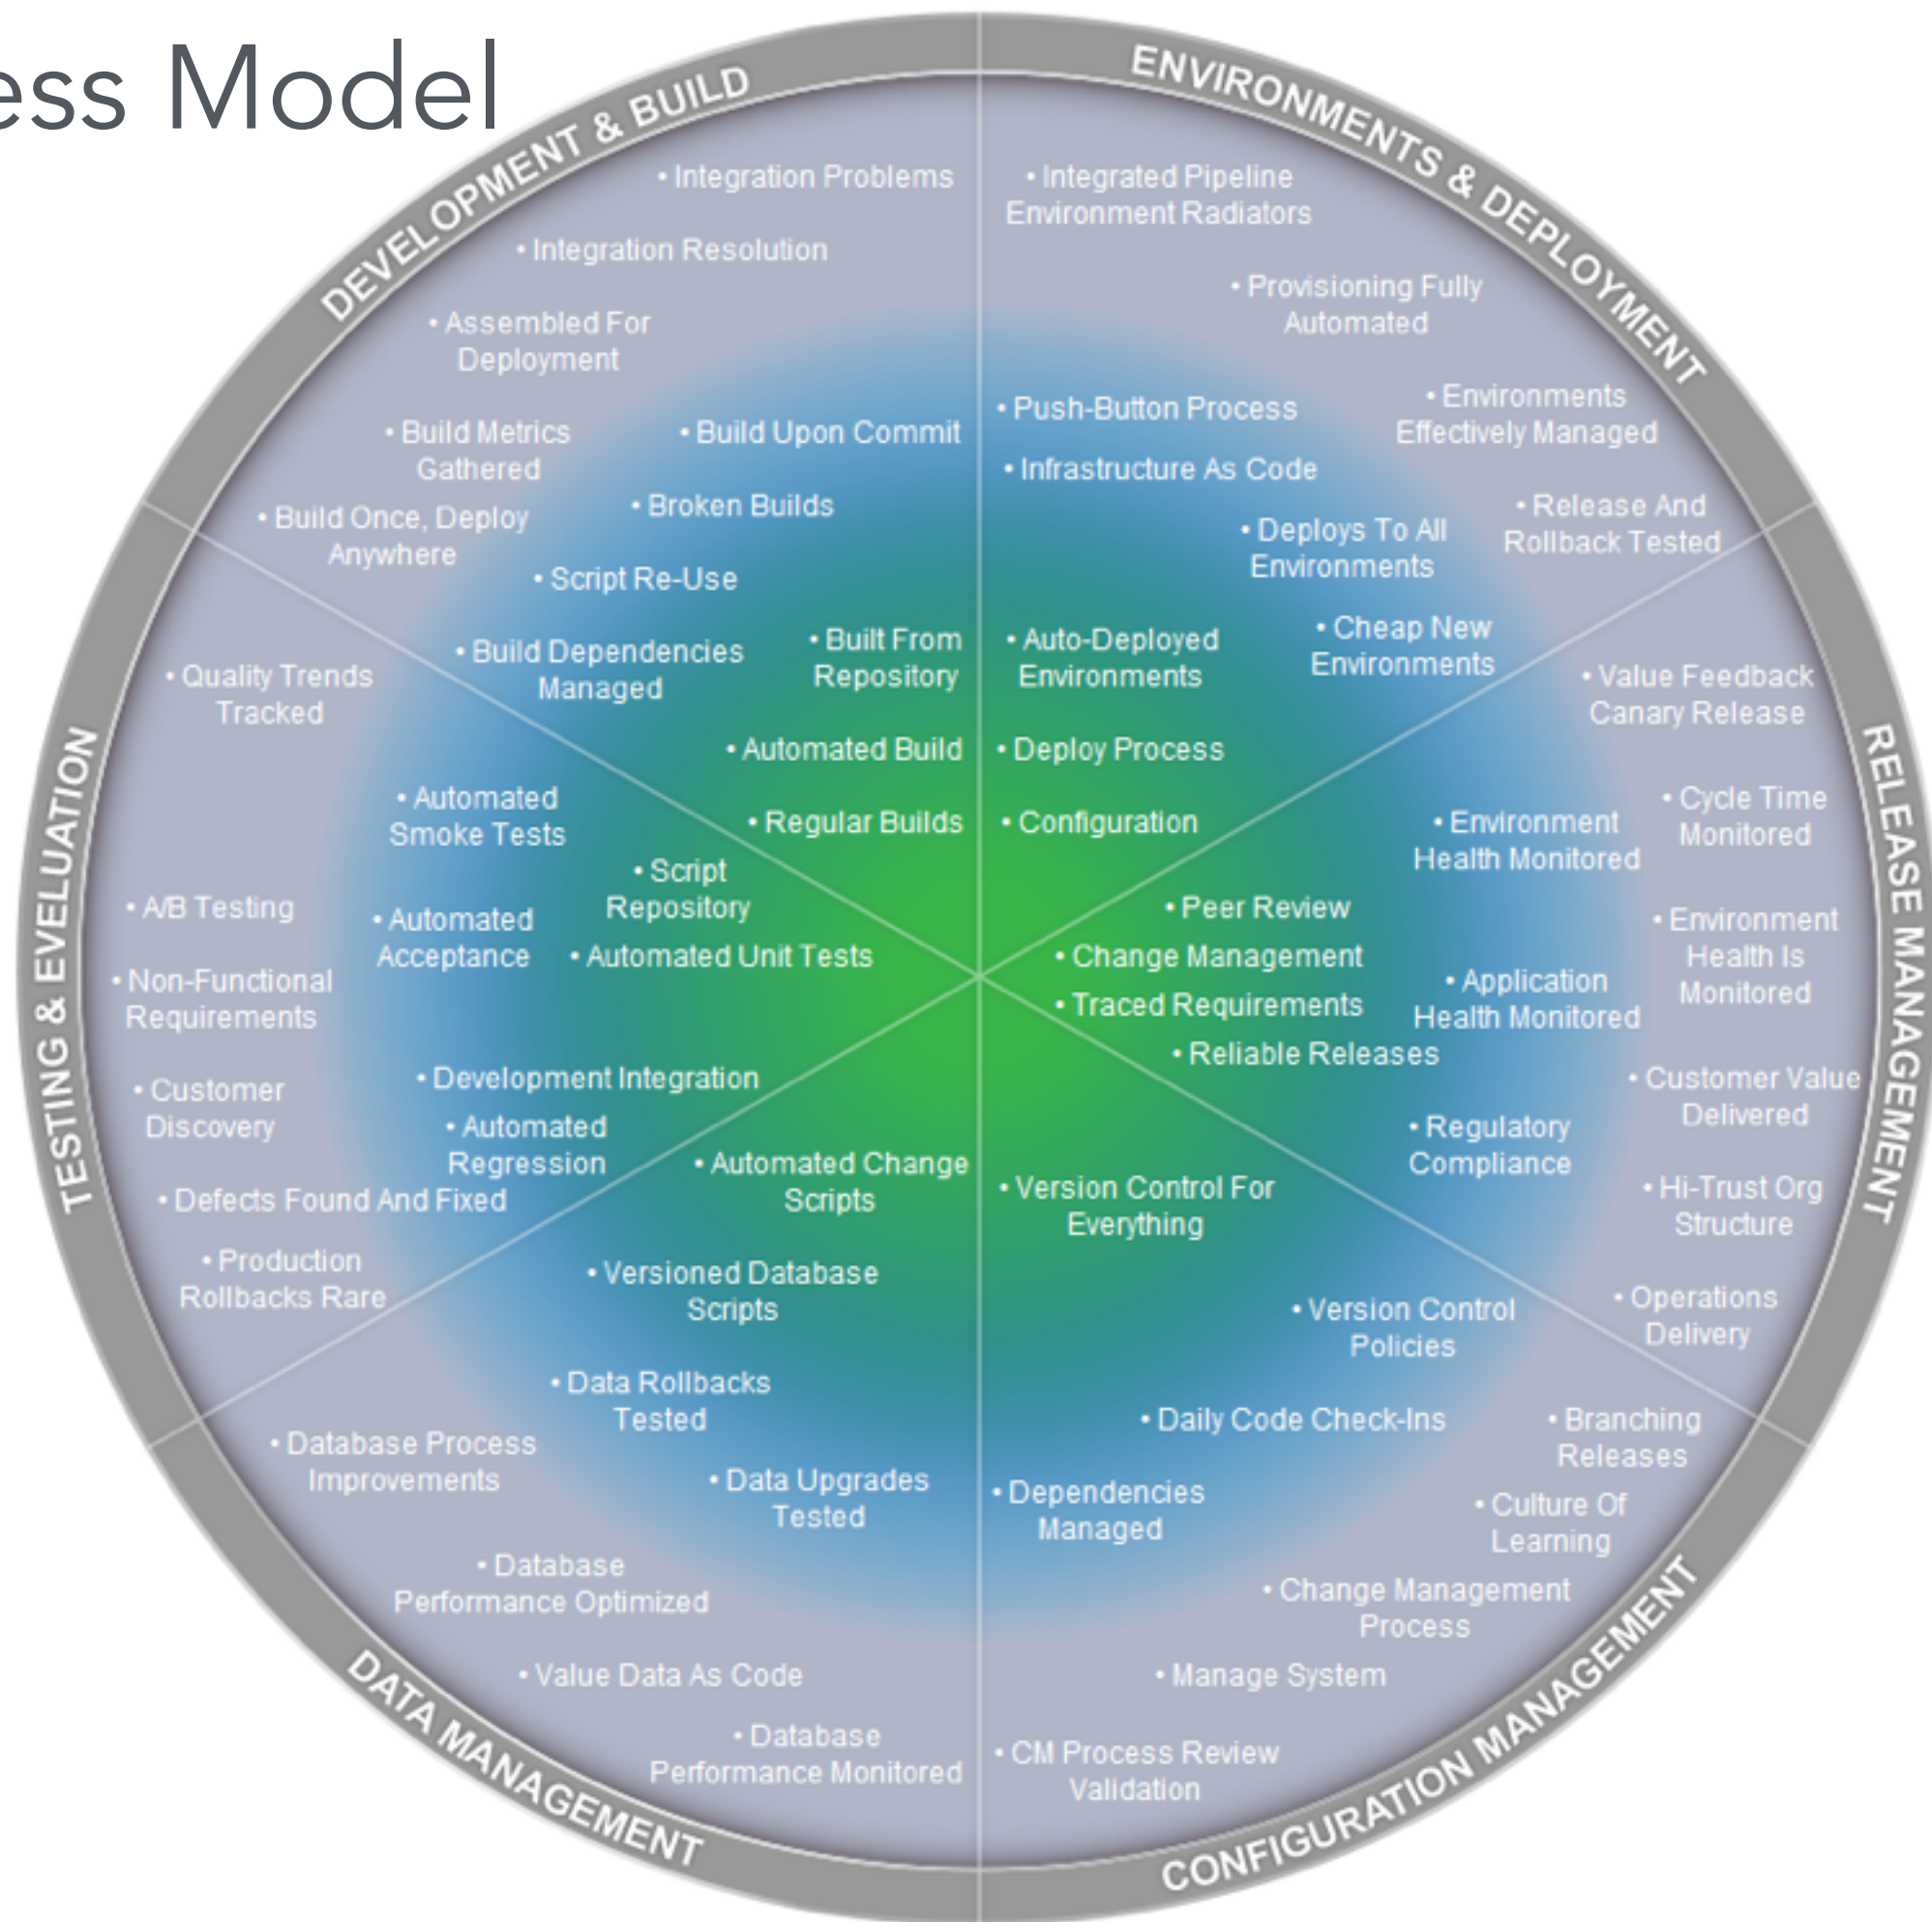 ess Model
DEVELOPMENT & BUILD
• Integration Problems
• Integration Resolution
• Assembled For
Deployment
• Build Metrics
Gathered
• Build Once, Deploy
Anywhere
• Build Upon Commit
• Broken Builds
• Script Re-Use
• Build Dependencies
Managed
• Built From
Repository
• Automated Build
• Regular Builds
ENVIRONMENTS & DEPLOYMENT
• Integrated Pipeline
Environment Radiators
• Provisioning Fully
Automated
• Environments
Effectively Managed
• Release And
Rollback Tested
• Push-Button Process
• Infrastructure As Code
• Deploys To All
Environments
• Cheap New
Environments
• Auto-Deployed
Environments
• Deploy Process
• Configuration
RELEASE MANAGEMENT
• Value Feedback
Canary Release
• Cycle Time
Monitored
• Environment
Health Is
Monitored
• Customer Value
Delivered
• Hi-Trust Org
Structure
• Operations
Delivery
• Environment
Health Monitored
• Application
Health Monitored
• Regulatory
Compliance
• Peer Review
• Change Management
• Traced Requirements
• Reliable Releases
CONFIGURATION MANAGEMENT
• Version Control For
Everything
• Version Control
Policies
• Daily Code Check-Ins
• Dependencies
Managed
• Branching
Releases
• Culture Of
Learning
• Change Management
Process
• Manage System
• CM Process Review
Validation
DATA MANAGEMENT
• Automated Change
Scripts
• Versioned Database
Scripts
• Data Rollbacks
Tested
• Data Upgrades
Tested
• Database Process
Improvements
• Database
Performance Optimized
• Value Data As Code
• Database
Performance Monitored
TESTING & EVELUATION
• Quality Trends
Tracked
• A/B Testing
• Non-Functional
Requirements
• Customer
Discovery
• Defects Found And Fixed
• Production
Rollbacks Rare
• Automated
Smoke Tests
• Automated
Acceptance
• Development Integration
• Automated
Regression
• Script
Repository
• Automated Unit Tests